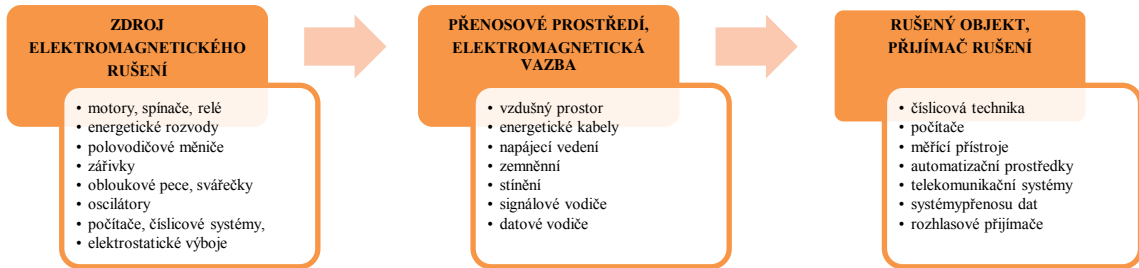 ZDROJ
ELEKTROMAGNETICKÉHO
RUŠENÍ
• motory, spínače, relé
• energetické rozvody
• polovodičové měniče
• zářivky
• obloukové pece, svářečky
• oscilátory
• počítače, číslicové systémy,
• elektrostatické výboje
PŘENOSOVÉ PROSTŘEDÍ,
ELEKTROMAGNETICKÁ
VAZBA
• vzdušný prostor
• energetické kabely
• napájecí vedení
• zemněnní
• stínění
• signálové vodiče
• datové vodiče
RUŠENÝ OBJEKT,
PŘIJÍMAČ RUŠENÍ
• číslicová technika
• počítače
• měřící přístroje
• automatizační prostředky
• telekomunikační systémy
• systémypřenosu dat
• rozhlasové přijímače